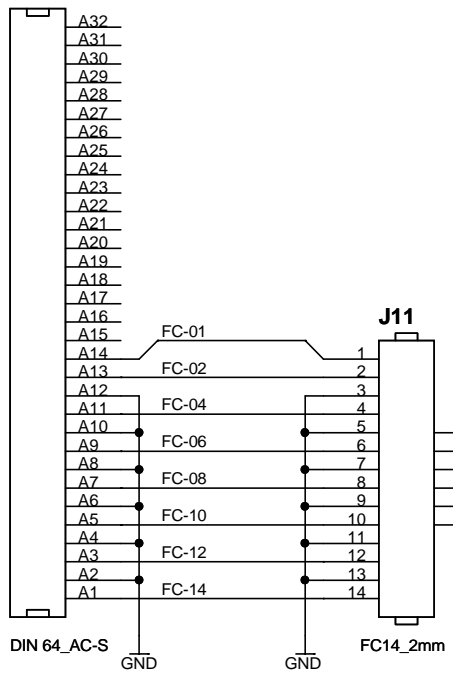 A32
A31
A30
A29
A28
A27
A26
A25
A24
A23
A22
A21
A20
A19
A18
A17
A16
A15
J11
A14 FC-01 1
A13 FC-02 2
A12 3
A11 FC-04 4
A10 5
A9 FC-06 6
A8 7
A7 FC-08 8
A6 9
A5 FC-10 10
A4 11
A3 FC-12 12
A2 13
A1 FC-14 14
DIN 64_AC-S FC14_2mm
GND GND